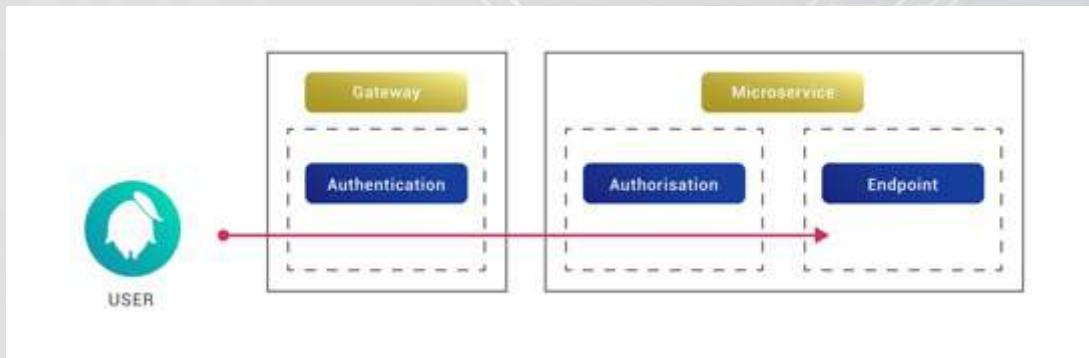 Gateway
Microservice
Authentication
Authorisation
Endpoint
USER